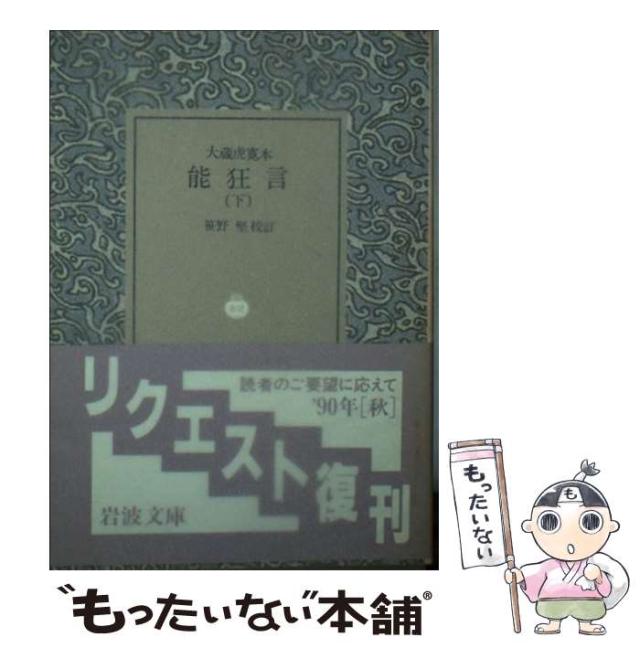 大蔵虎寛本
能狂言
(下)
笹野 堅校訂
リクエスト復刊
読者のご要望に応えて
'90年[秋]
岩波文庫
もったいない
も
“もったいない”本舗®